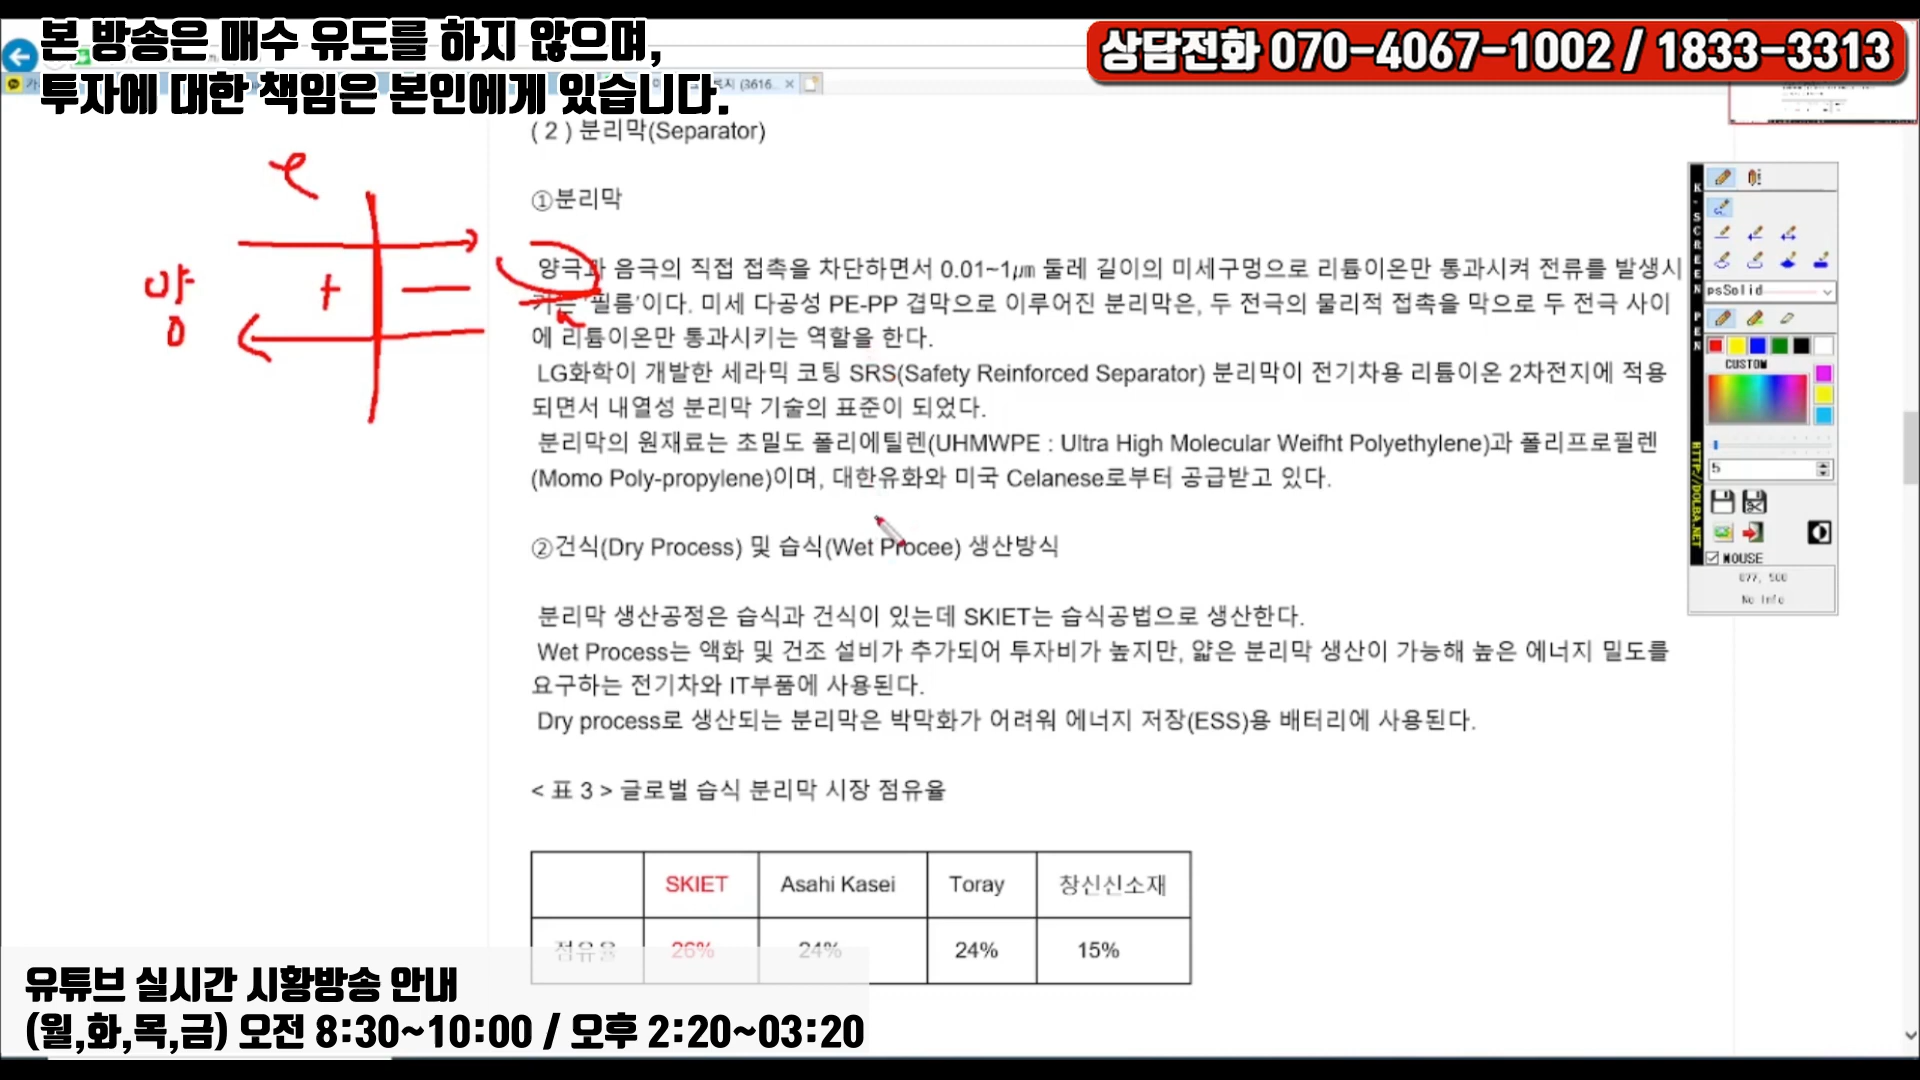 본 방송은 매수 유도를 하지 않으며,
투자에 대한 책임은 본인에게 있습니다.
상담전화 070-4067-1002 / 1833-3313
(3616...
( 2 ) 분리막(Separator)
①분리막
양극과 음극의 직접 접촉을 차단하면서 0.01~1㎛ 둘레 길이의 미세구멍으로 리튬이온만 통과시켜 전류를 발생시
키는 '필름'이다. 미세 다공성 PE-PP 겹막으로 이루어진 분리막은, 두 전극의 물리적 접촉을 막으로 두 전극 사이
에 리튬이온만 통과시키는 역할을 한다.
LG화학이 개발한 세라믹 코팅 SRS(Safety Reinforced Separator) 분리막이 전기차용 리튬이온 2차전지에 적용
되면서 내열성 분리막 기술의 표준이 되었다.
분리막의 원재료는 초밀도 폴리에틸렌(UHMWPE : Ultra High Molecular Weifht Polyethylene)과 폴리프로필렌
(Momo Poly-propylene)이며, 대한유화와 미국 Celanese로부터 공급받고 있다.
②건식(Dry Process) 및 습식(Wet Procee) 생산방식
분리막 생산공정은 습식과 건식이 있는데 SKIET는 습식공법으로 생산한다.
Wet Process는 액화 및 건조 설비가 추가되어 투자비가 높지만, 얇은 분리막 생산이 가능해 높은 에너지 밀도를
요구하는 전기차와 IT부품에 사용된다.
Dry process로 생산되는 분리막은 박막화가 어려워 에너지 저장(ESS)용 배터리에 사용된다.
< 표 3 > 글로벌 습식 분리막 시장 점유율
SKIET Asahi Kasei Toray 창신신소재
점유율 26% 24% 24% 15%
양
+ −
K-SCREEN PEN
HTTP://DOLBA.NET
psSolid
CUSTOM
5
MOUSE
077, 500
No Info
유튜브 실시간 시황방송 안내
(월,화,목,금) 오전 8:30~10:00 / 오후 2:20~03:20